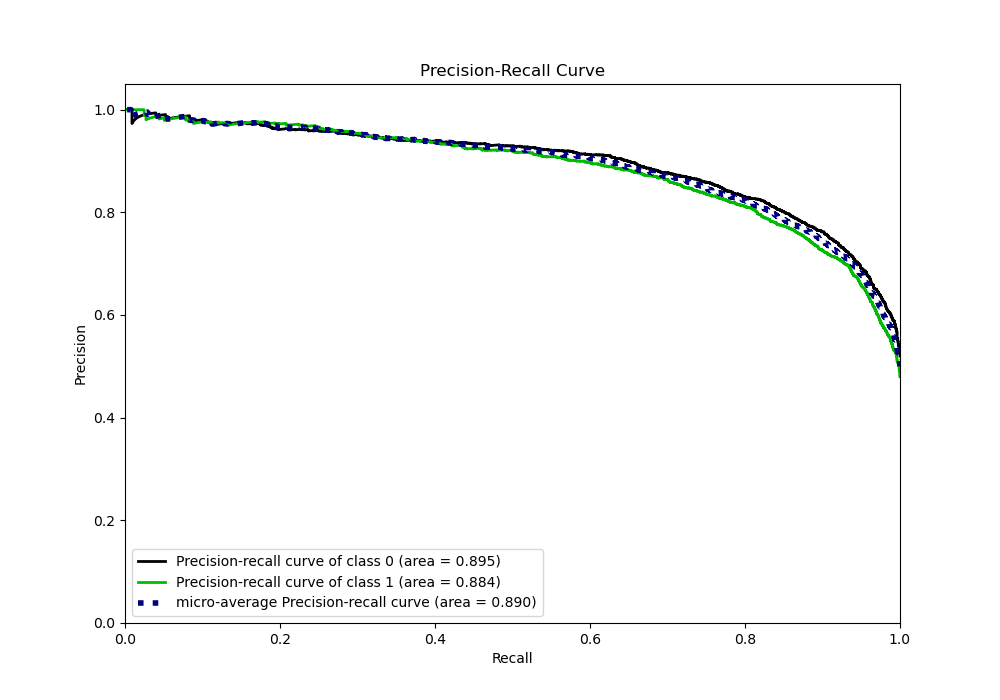 Precision-Recall Curve
1.0
0.8
0.6
0.4
0.2
0.0
Precision
Precision-recall curve of class 0 (area = 0.895)
Precision-recall curve of class 1 (area = 0.884)
micro-average Precision-recall curve (area = 0.890)
0.0 0.2 0.4 0.6 0.8 1.0
Recall